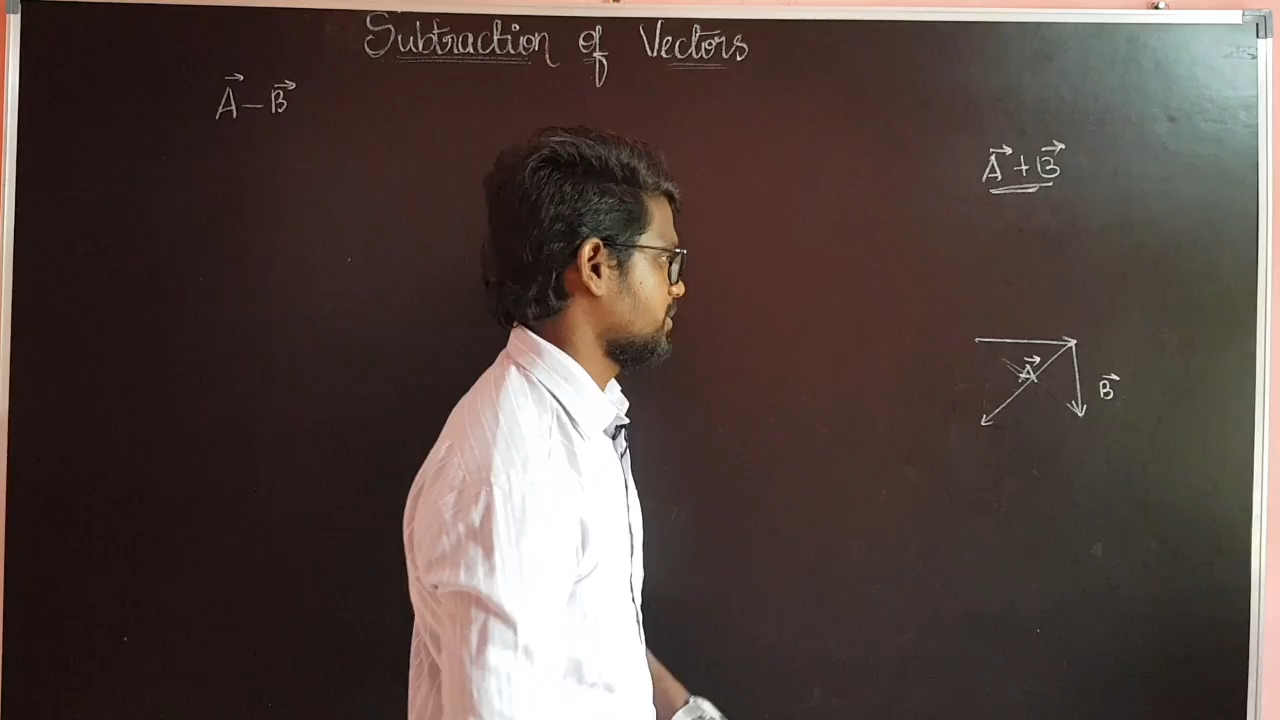 Subtraction of Vectors
A⃗ − B⃗
A⃗ + B⃗
A⃗
B⃗